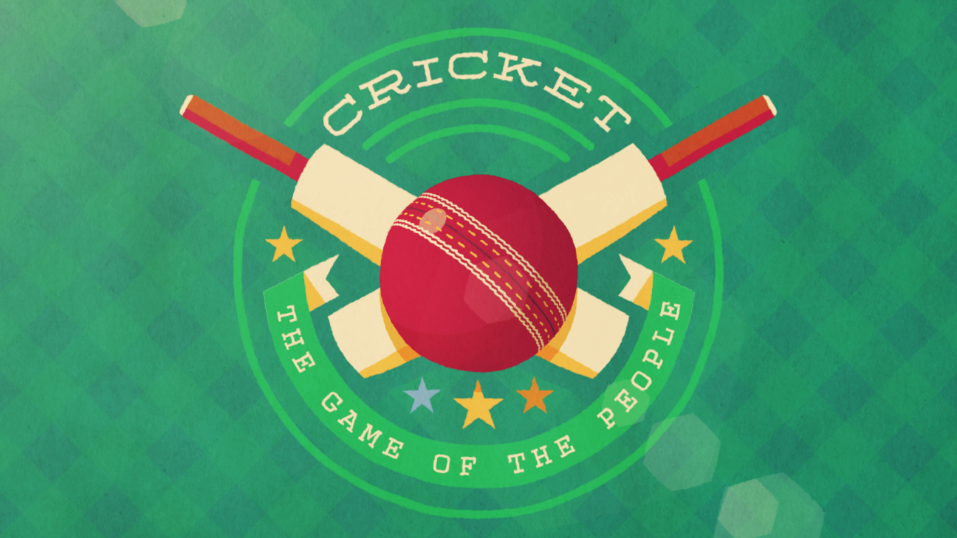 CRICKET
THE GAME OF THE PEOPLE